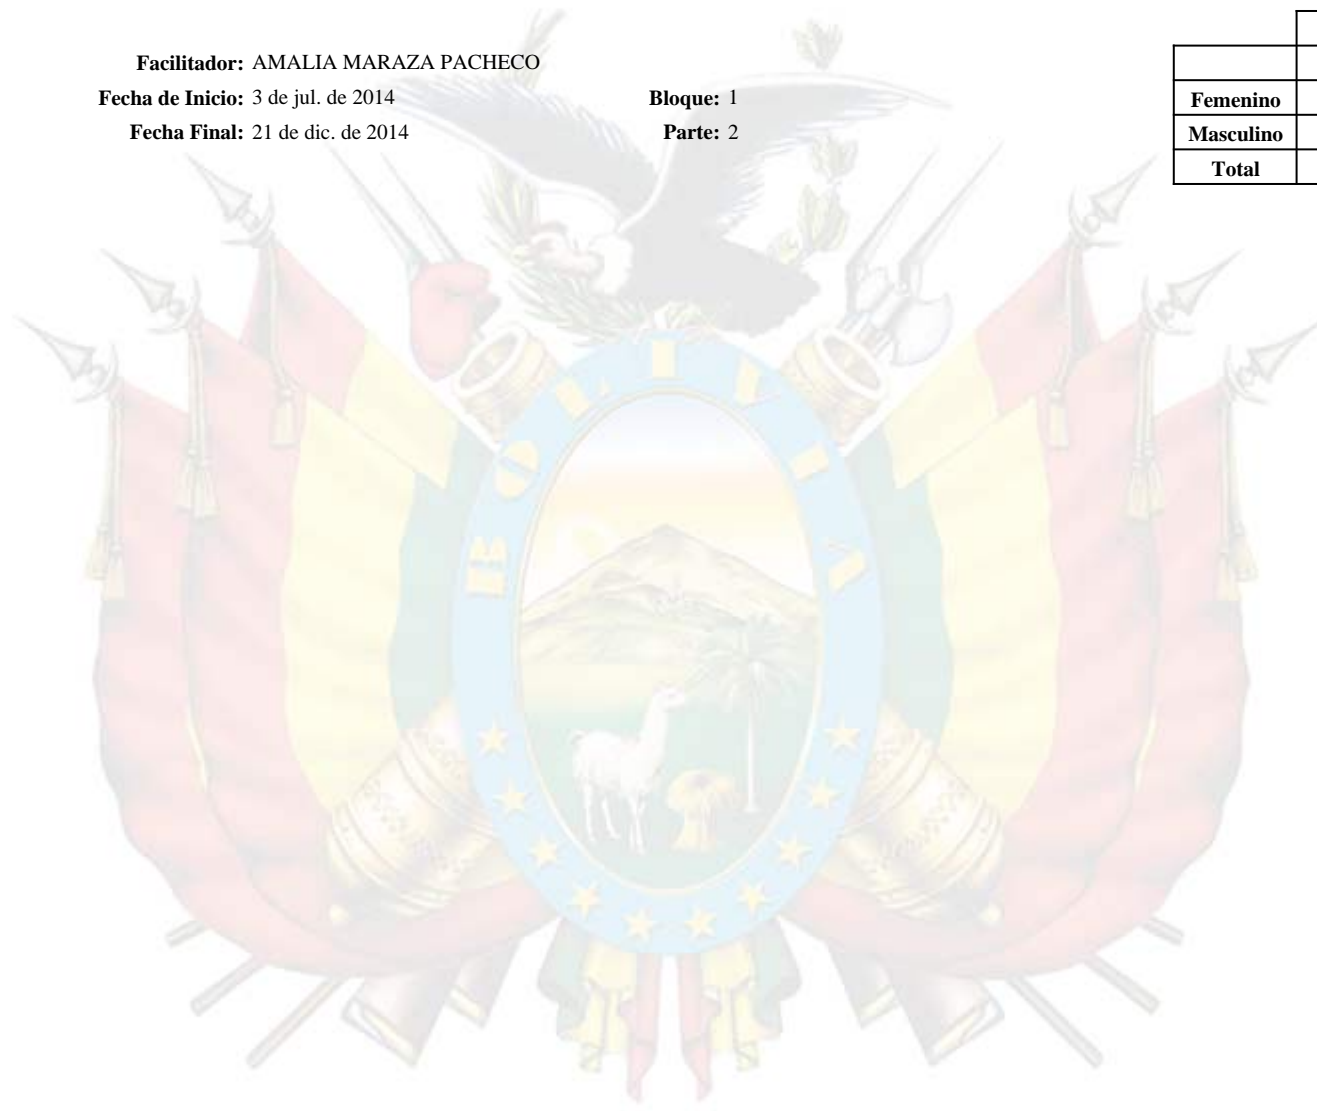 Facilitador: AMALIA MARAZA PACHECO
Fecha de Inicio: 3 de jul. de 2014 Bloque: 1
Fecha Final: 21 de dic. de 2014 Parte: 2
Femenino
Masculino
Total
BOLIVIA